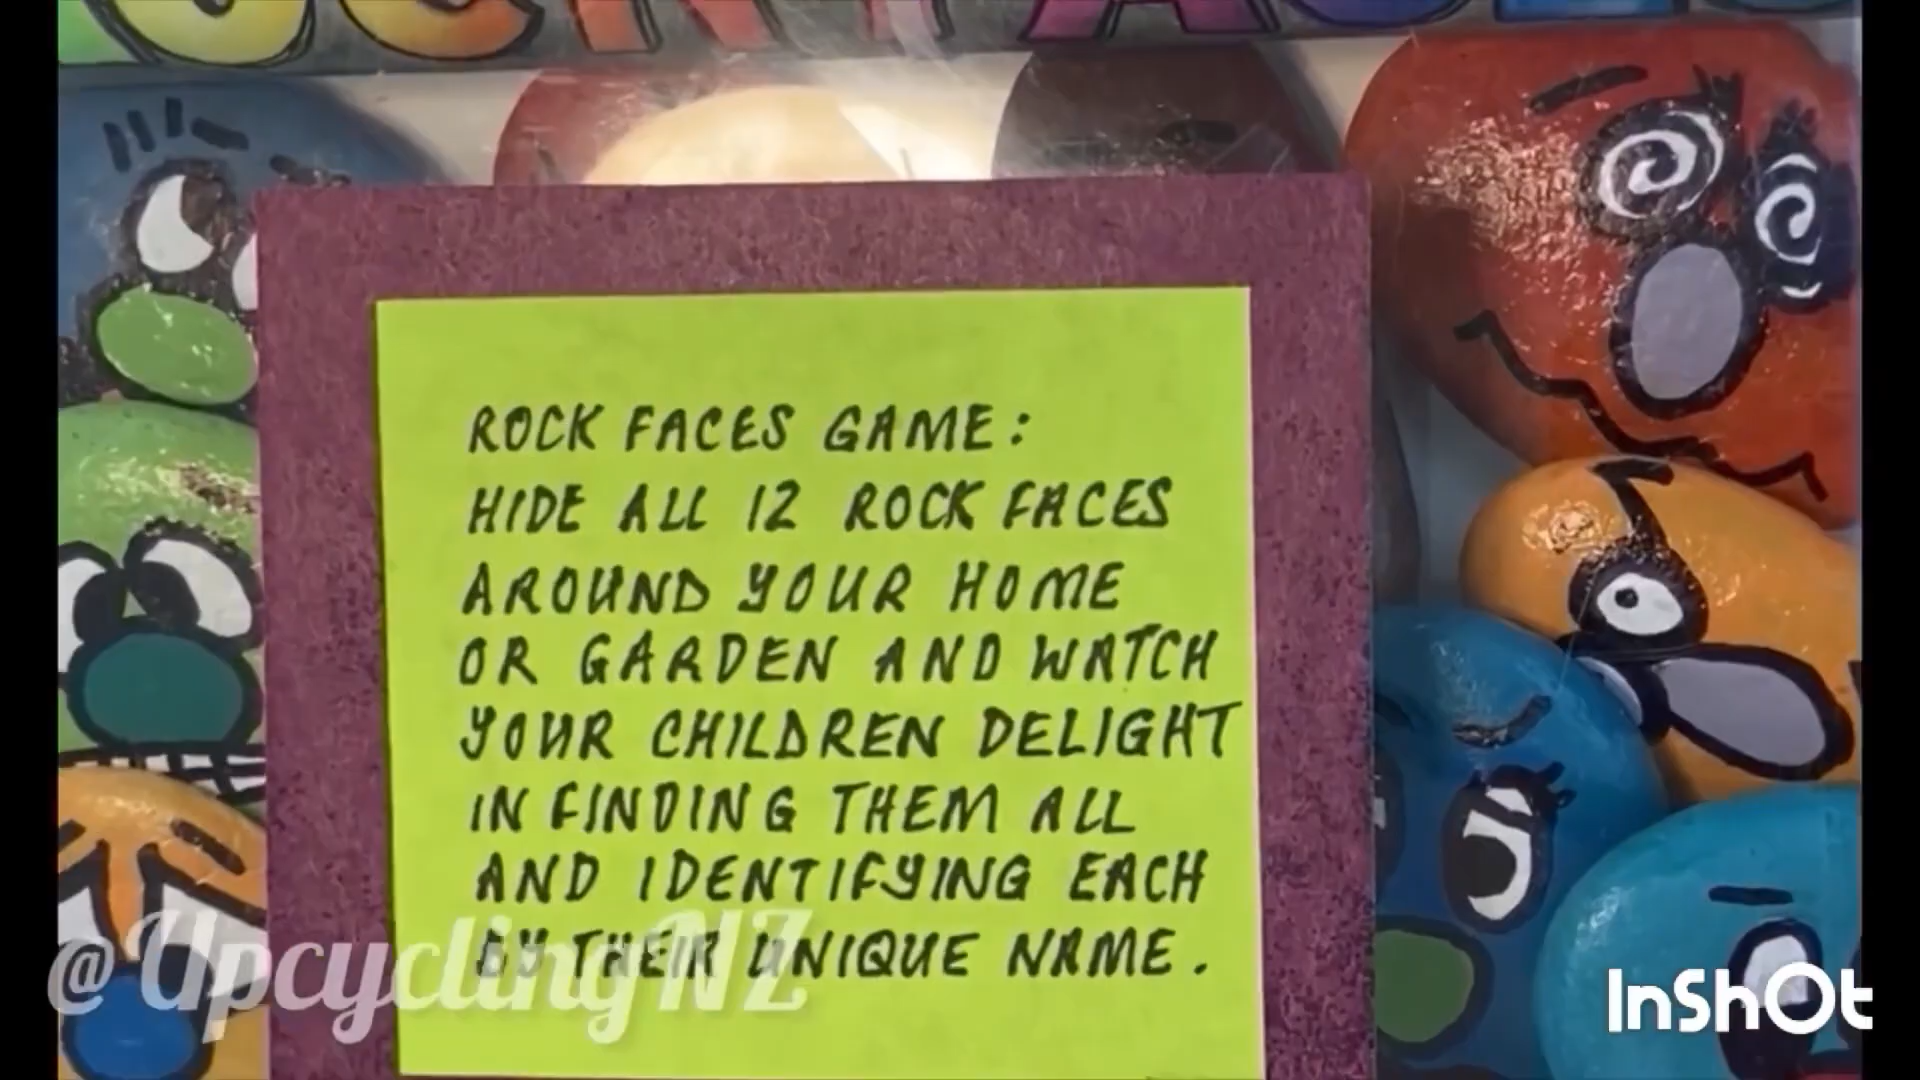 ROCK FACES GAME:
HIDE ALL 12 ROCK FACES
AROUND YOUR HOME
OR GARDEN AND WATCH
YOUR CHILDREN DELIGHT
IN FINDING THEM ALL
AND IDENTIFYING EACH
BY THEIR UNIQUE NAME.
@UpcyclingNZ
InShOt